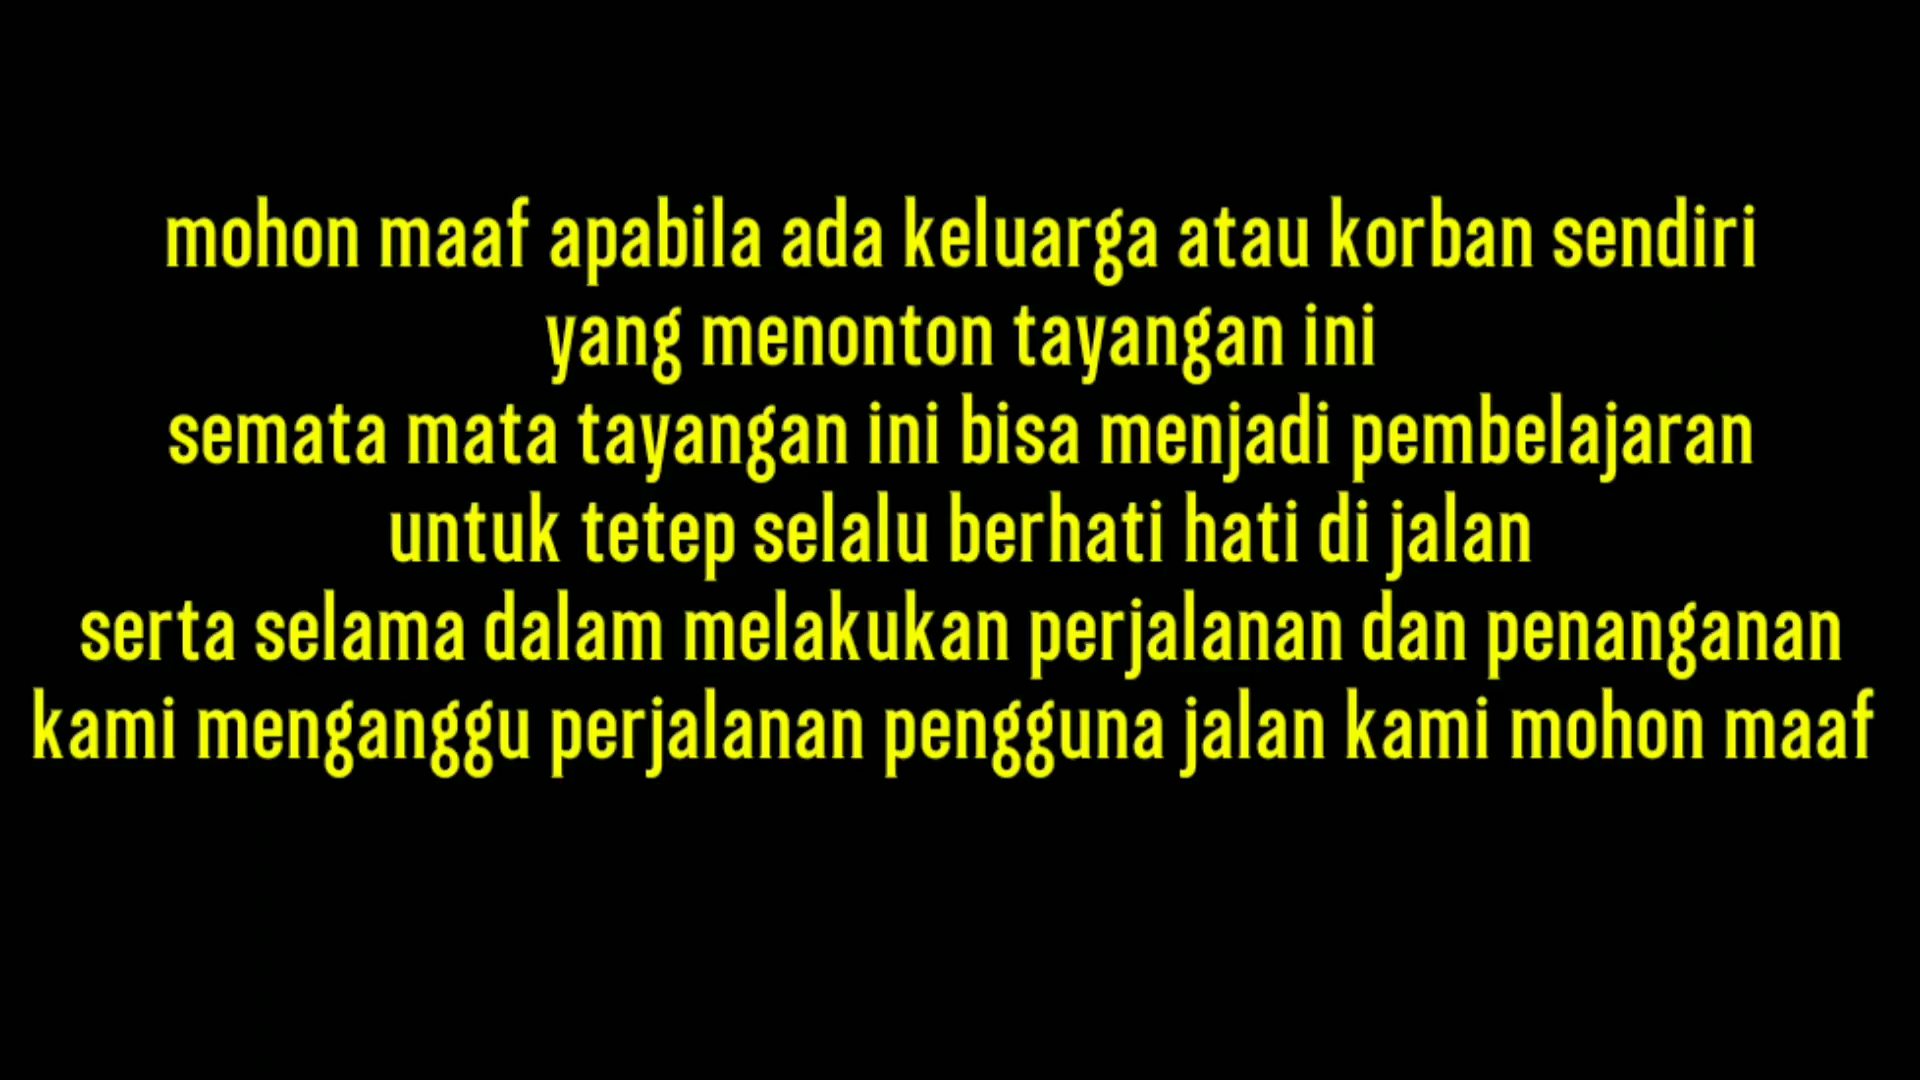 mohon maaf apabila ada keluarga atau korban sendiri
yang menonton tayangan ini
semata mata tayangan ini bisa menjadi pembelajaran
untuk tetep selalu berhati hati di jalan
serta selama dalam melakukan perjalanan dan penanganan
kami menganggu perjalanan pengguna jalan kami mohon maaf